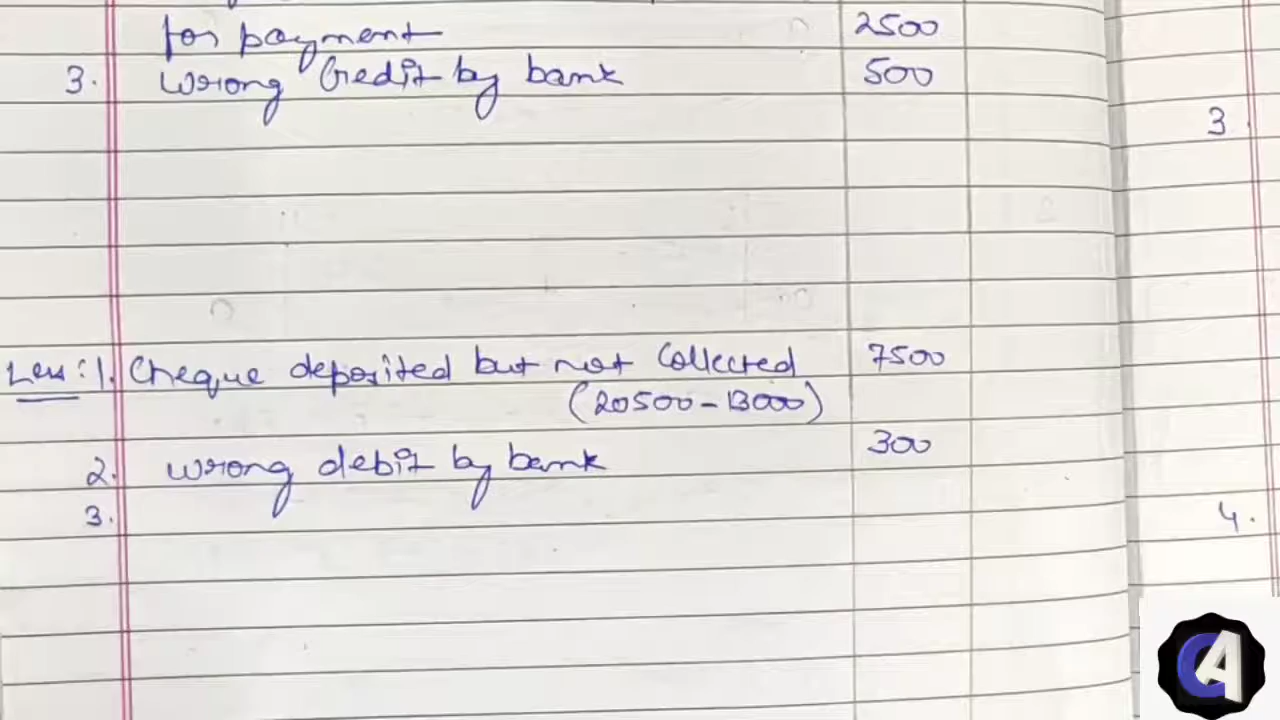 for payment 2500
3. Wrong Credit by bank 500
3.
Less: 1. Cheque deposited but not Collected 7500
(20500-13000)
2. Wrong debit by bank 300
3.
4.
CA